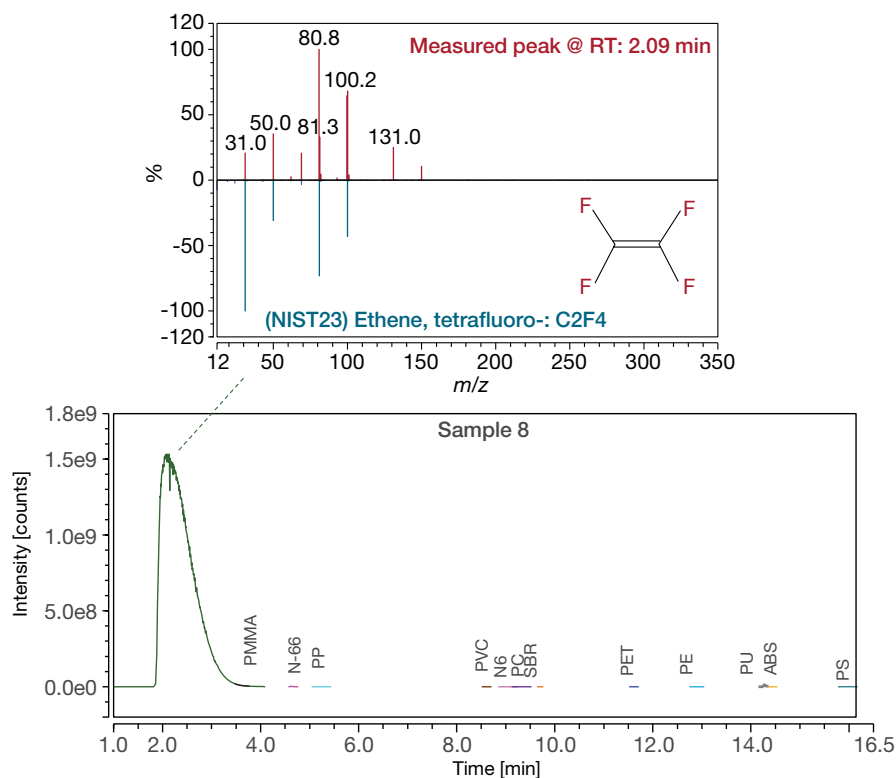 120
100
50
0
-50
-100
-120
%
80.8
Measured peak @ RT: 2.09 min
100.2
50.0
81.3
131.0
31.0
F
F
F
F
(NIST23) Ethene, tetrafluoro-: C2F4
12 50 100 150 200 250 300 350
m/z
1.8e9
1.5e9
1.0e9
5.0e8
0.0e0
Intensity [counts]
Sample 8
PMMA
N-66
PP
PVC
N6
PC
SBR
PET
PE
PU
ABS
PS
1.0 2.0 4.0 6.0 8.0 10.0 12.0 14.0 16.5
Time [min]